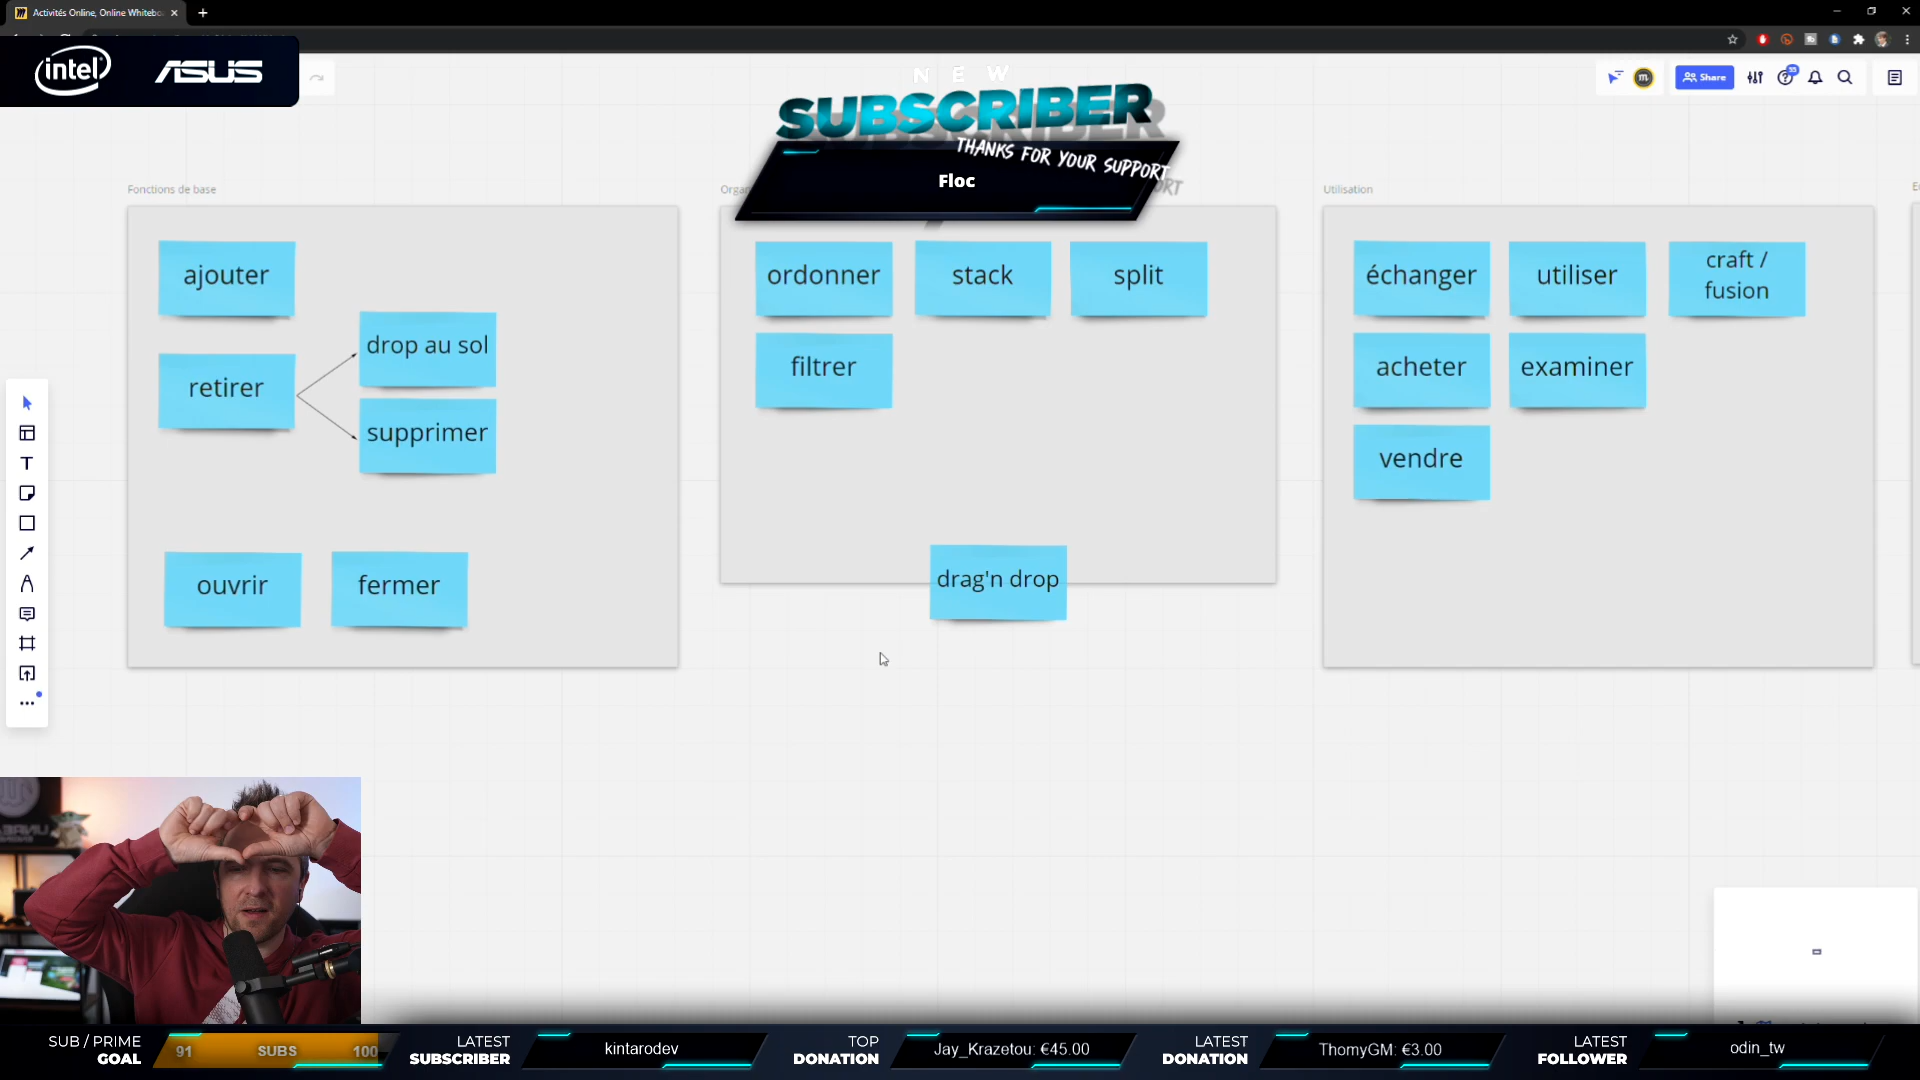 Activités Online, Online Whitebo
intel
ASUS
NEW
SUBSCRIBER
THANKS FOR YOUR SUPPORT
Floc
m
Share
Fonctions de base
ajouter
retirer
drop au sol
supprimer
ouvrir
fermer
ordonner
stack
split
filtrer
drag'n drop
Utilisation
échanger
utiliser
craft /
fusion
acheter
examiner
vendre
SUB / PRIME
GOAL
91
SUBS
100
LATEST
SUBSCRIBER
kintarodev
TOP
DONATION
Jay_Krazetou: €45.00
LATEST
DONATION
ThomyGM: €3.00
LATEST
FOLLOWER
odin_tw